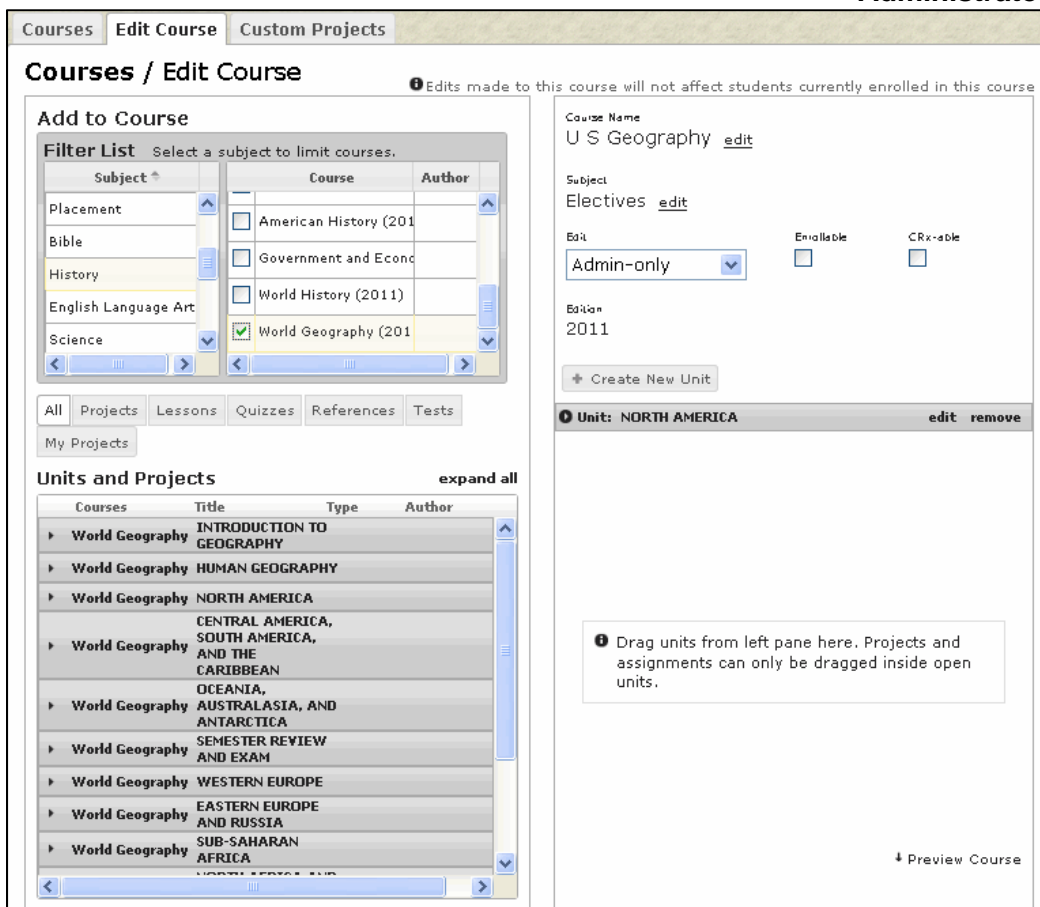 Courses Edit Course Custom Projects
Courses / Edit Course
Edits made to this course will not affect students currently enrolled in this course
Add to Course
Filter List Select a subject to limit courses.
Subject Course Author
Placement
Bible
History
English Language Art
Science
American History (201
Government and Econo
World History (2011)
World Geography (201
All Projects Lessons Quizzes References Tests
My Projects
Units and Projects expand all
Courses Title Type Author
World Geography INTRODUCTION TO
GEOGRAPHY
World Geography HUMAN GEOGRAPHY
World Geography NORTH AMERICA
World Geography CENTRAL AMERICA,
SOUTH AMERICA,
AND THE
CARIBBEAN
World Geography OCEANIA,
AUSTRALASIA, AND
ANTARCTICA
World Geography SEMESTER REVIEW
AND EXAM
World Geography WESTERN EUROPE
World Geography EASTERN EUROPE
AND RUSSIA
World Geography SUB-SAHARAN
AFRICA
Course Name
U S Geography edit
Subject
Electives edit
Edit Enrollable CRx-able
Admin-only
Edition
2011
+ Create New Unit
Unit: NORTH AMERICA edit remove
Drag units from left pane here. Projects and
assignments can only be dragged inside open
units.
Preview Course